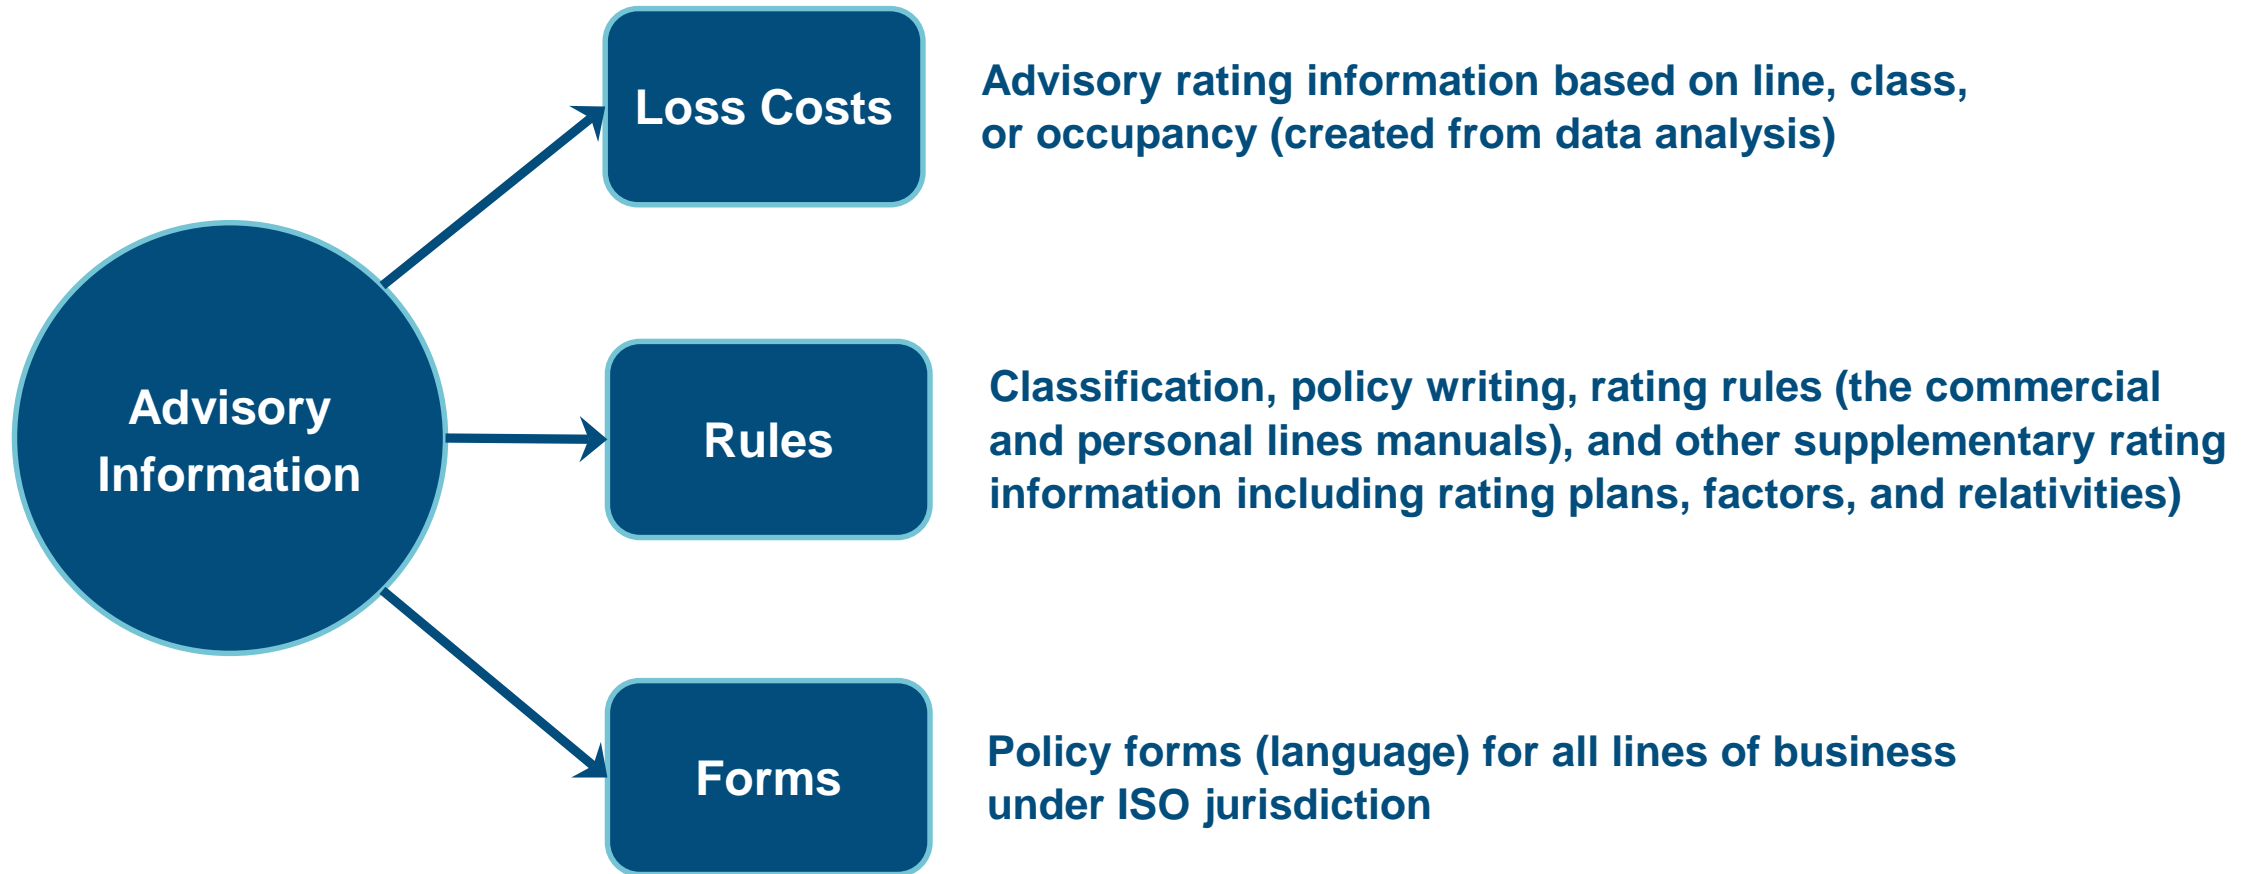 Advisory
Information
Loss Costs
Advisory rating information based on line, class,
or occupancy (created from data analysis)
Rules
Classification, policy writing, rating rules (the commercial
and personal lines manuals), and other supplementary rating
information including rating plans, factors, and relativities)
Forms
Policy forms (language) for all lines of business
under ISO jurisdiction